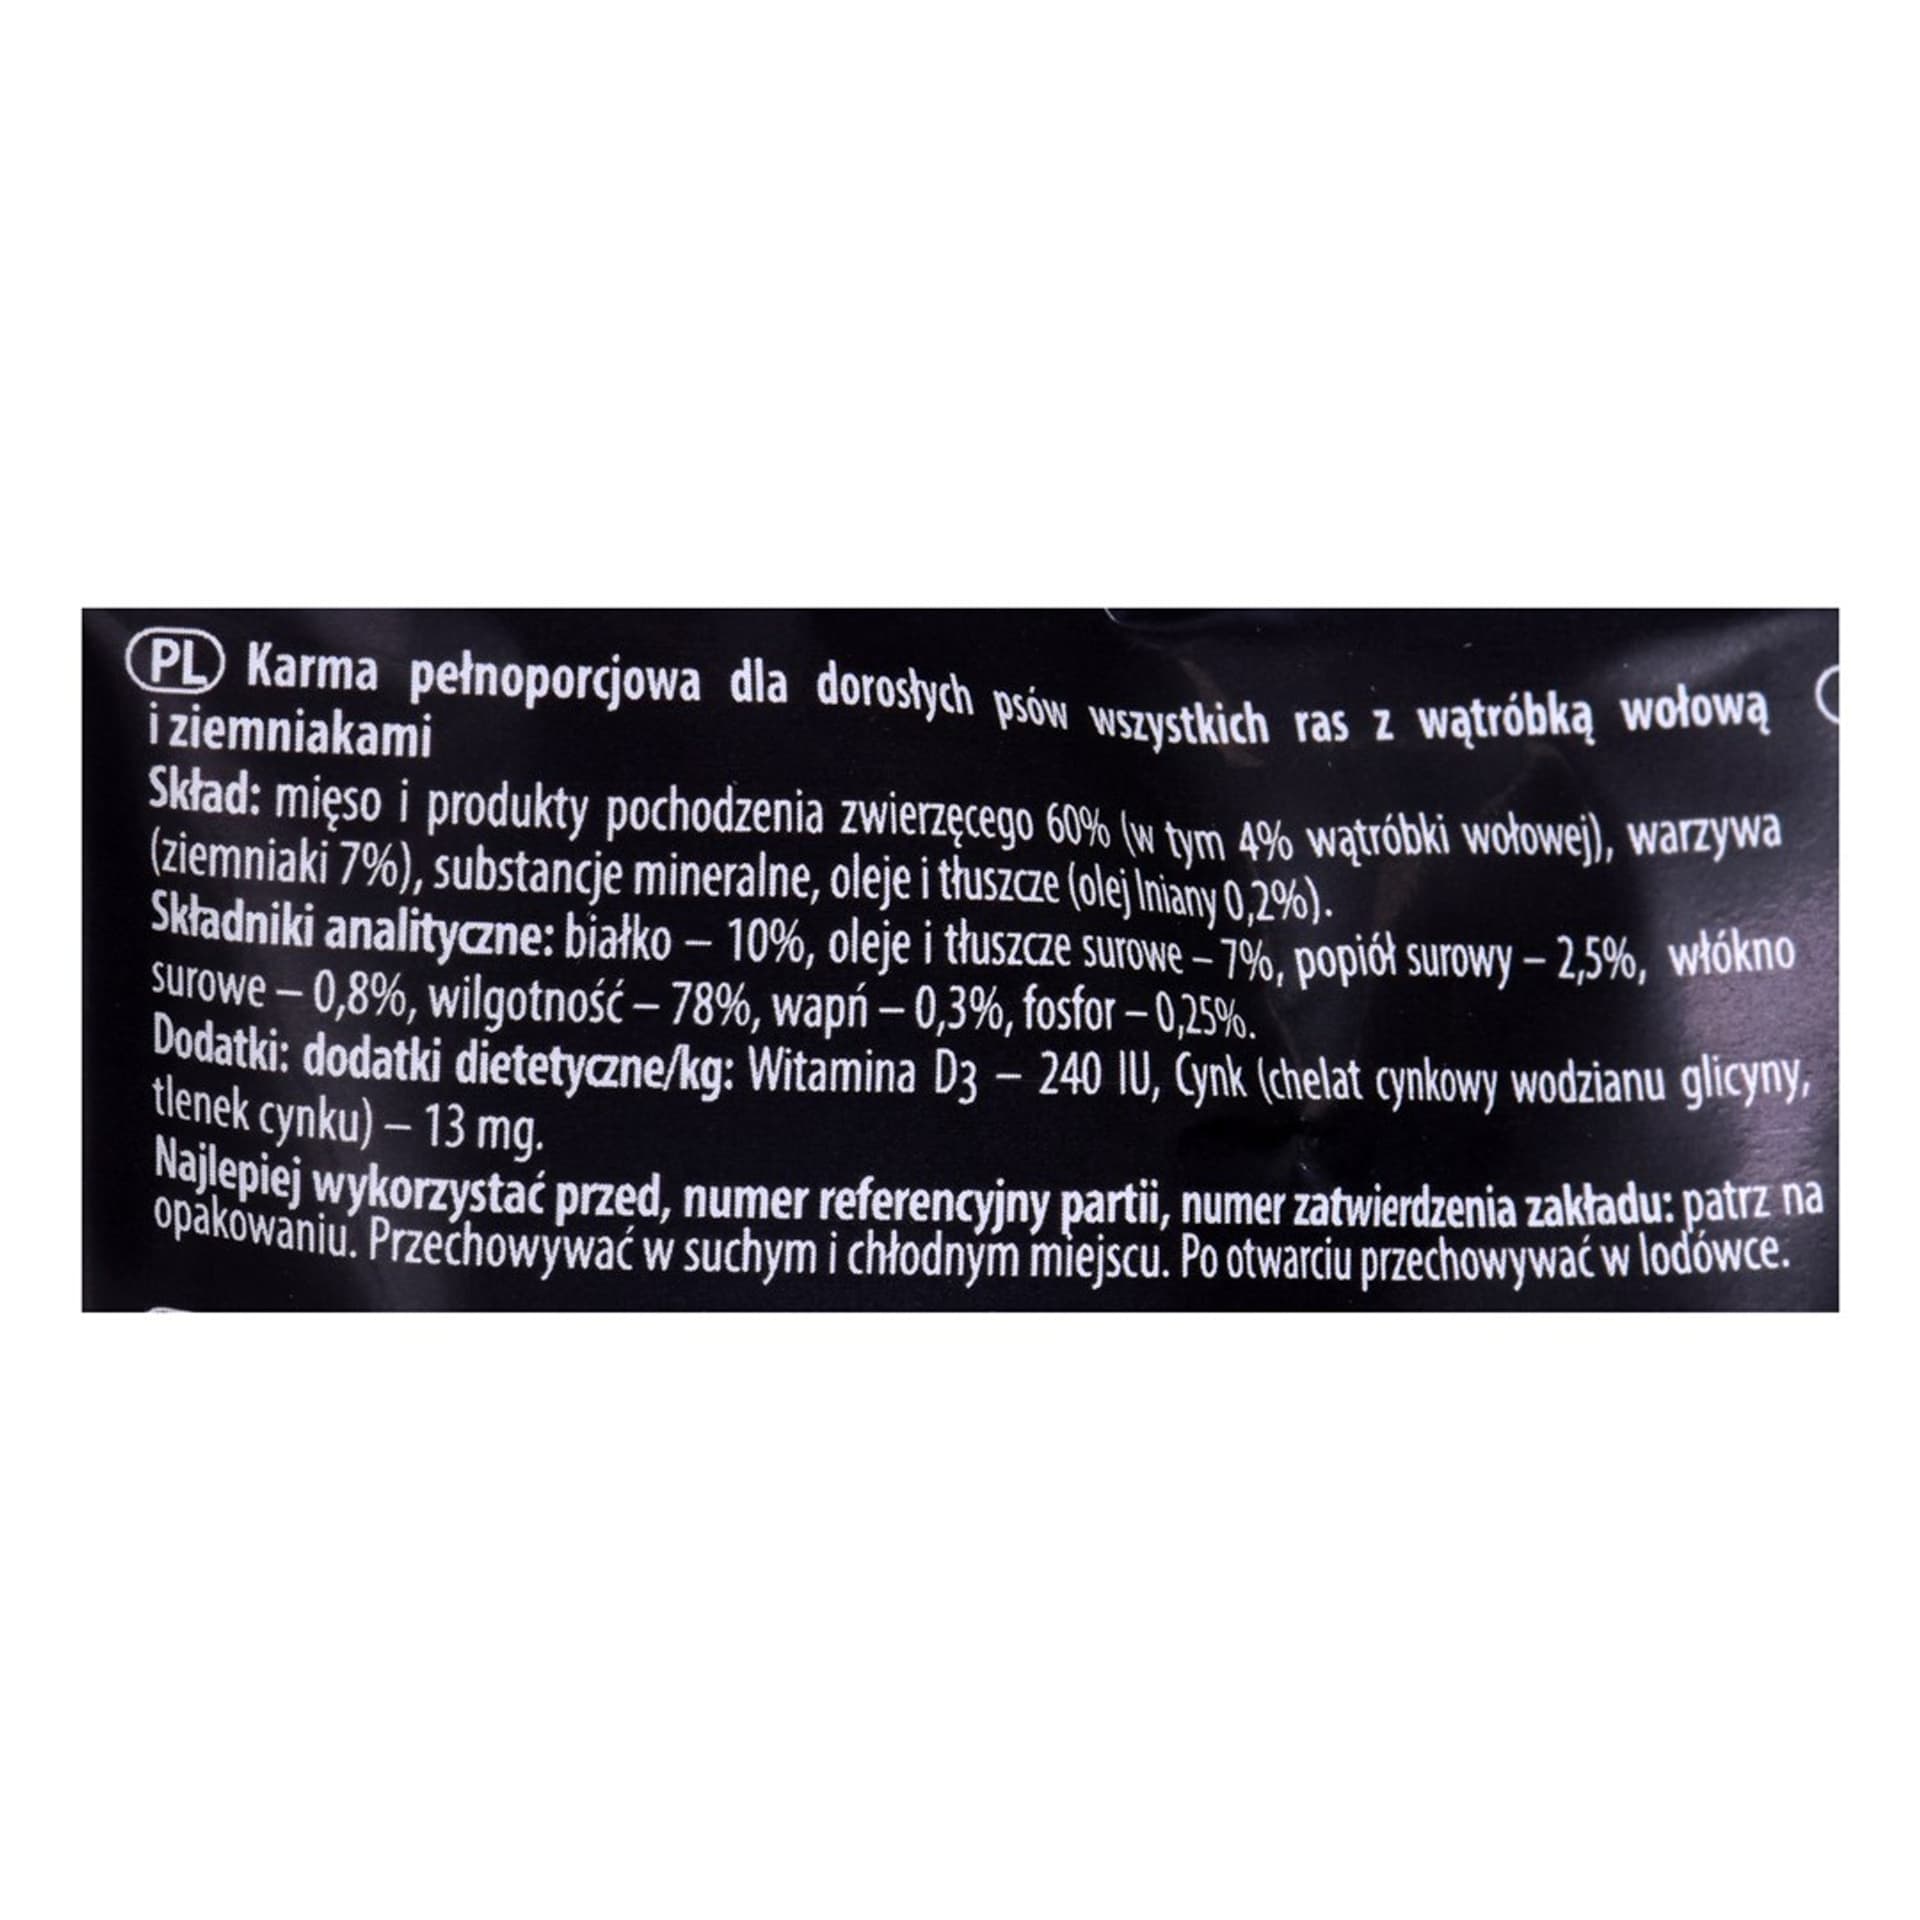 PL Karma pełnoporcjowa dla dorosłych psów wszystkich ras z wątróbką wołową
i ziemniakami
Skład: mięso i produkty pochodzenia zwierzęcego 60% (w tym 4% wątróbki wołowej), warzywa
(ziemniaki 7%), substancje mineralne, oleje i tłuszcze (olej lniany 0,2%).
Składniki analityczne: białko – 10%, oleje i tłuszcze surowe – 7%, popiół surowy – 2,5%, włókno
surowe – 0,8%, wilgotność – 78%, wapń – 0,3%, fosfor – 0,25%.
Dodatki: dodatki dietetyczne/kg: Witamina D3 – 240 IU, Cynk (chelat cynkowy wodzianu glicyny,
tlenek cynku) – 13 mg.
Najlepiej wykorzystać przed, numer referencyjny partii, numer zatwierdzenia zakładu: patrz na
opakowaniu. Przechowywać w suchym i chłodnym miejscu. Po otwarciu przechowywać w lodówce.